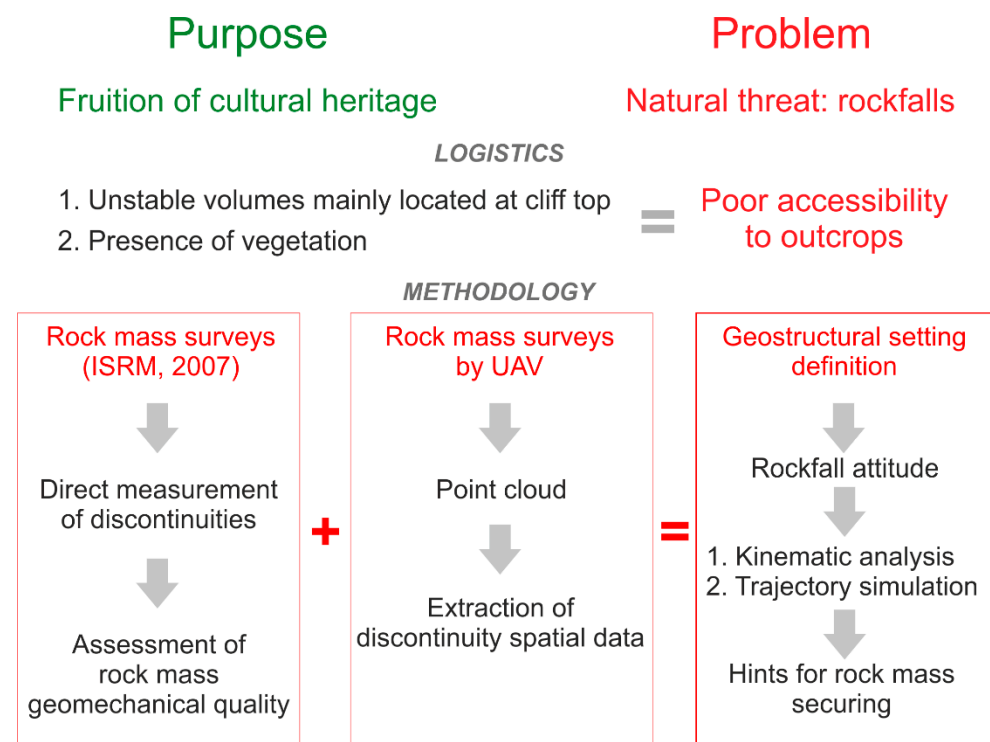 Purpose
Problem
Fruition of cultural heritage
Natural threat: rockfalls
LOGISTICS
1. Unstable volumes mainly located at cliff top
2. Presence of vegetation
=
Poor accessibility
to outcrops
METHODOLOGY
Rock mass surveys
(ISRM, 2007)
Direct measurement
of discontinuities
Assessment of
rock mass
geomechanical quality
+
Rock mass surveys
by UAV
Point cloud
Extraction of
discontinuity spatial data
=
Geostructural setting
definition
Rockfall attitude
1. Kinematic analysis
2. Trajectory simulation
Hints for rock mass
securing